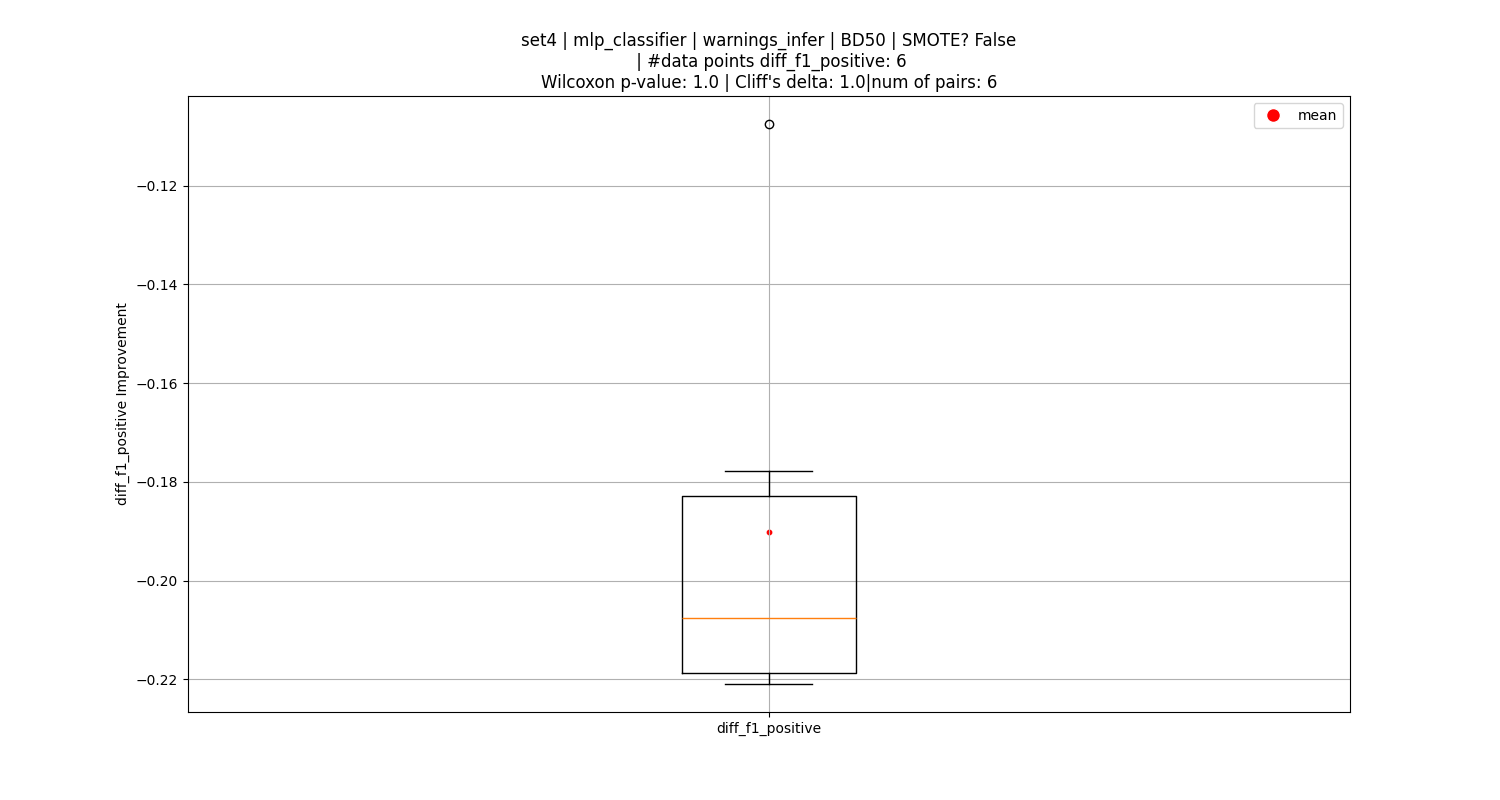 set4 | mlp_classifier | warnings_infer | BD50 | SMOTE? False
| #data points diff_f1_positive: 6
Wilcoxon p-value: 1.0 | Cliff's delta: 1.0|num of pairs: 6
mean
−0.12
−0.14
−0.16
−0.18
−0.20
−0.22
diff_f1_positive Improvement
diff_f1_positive